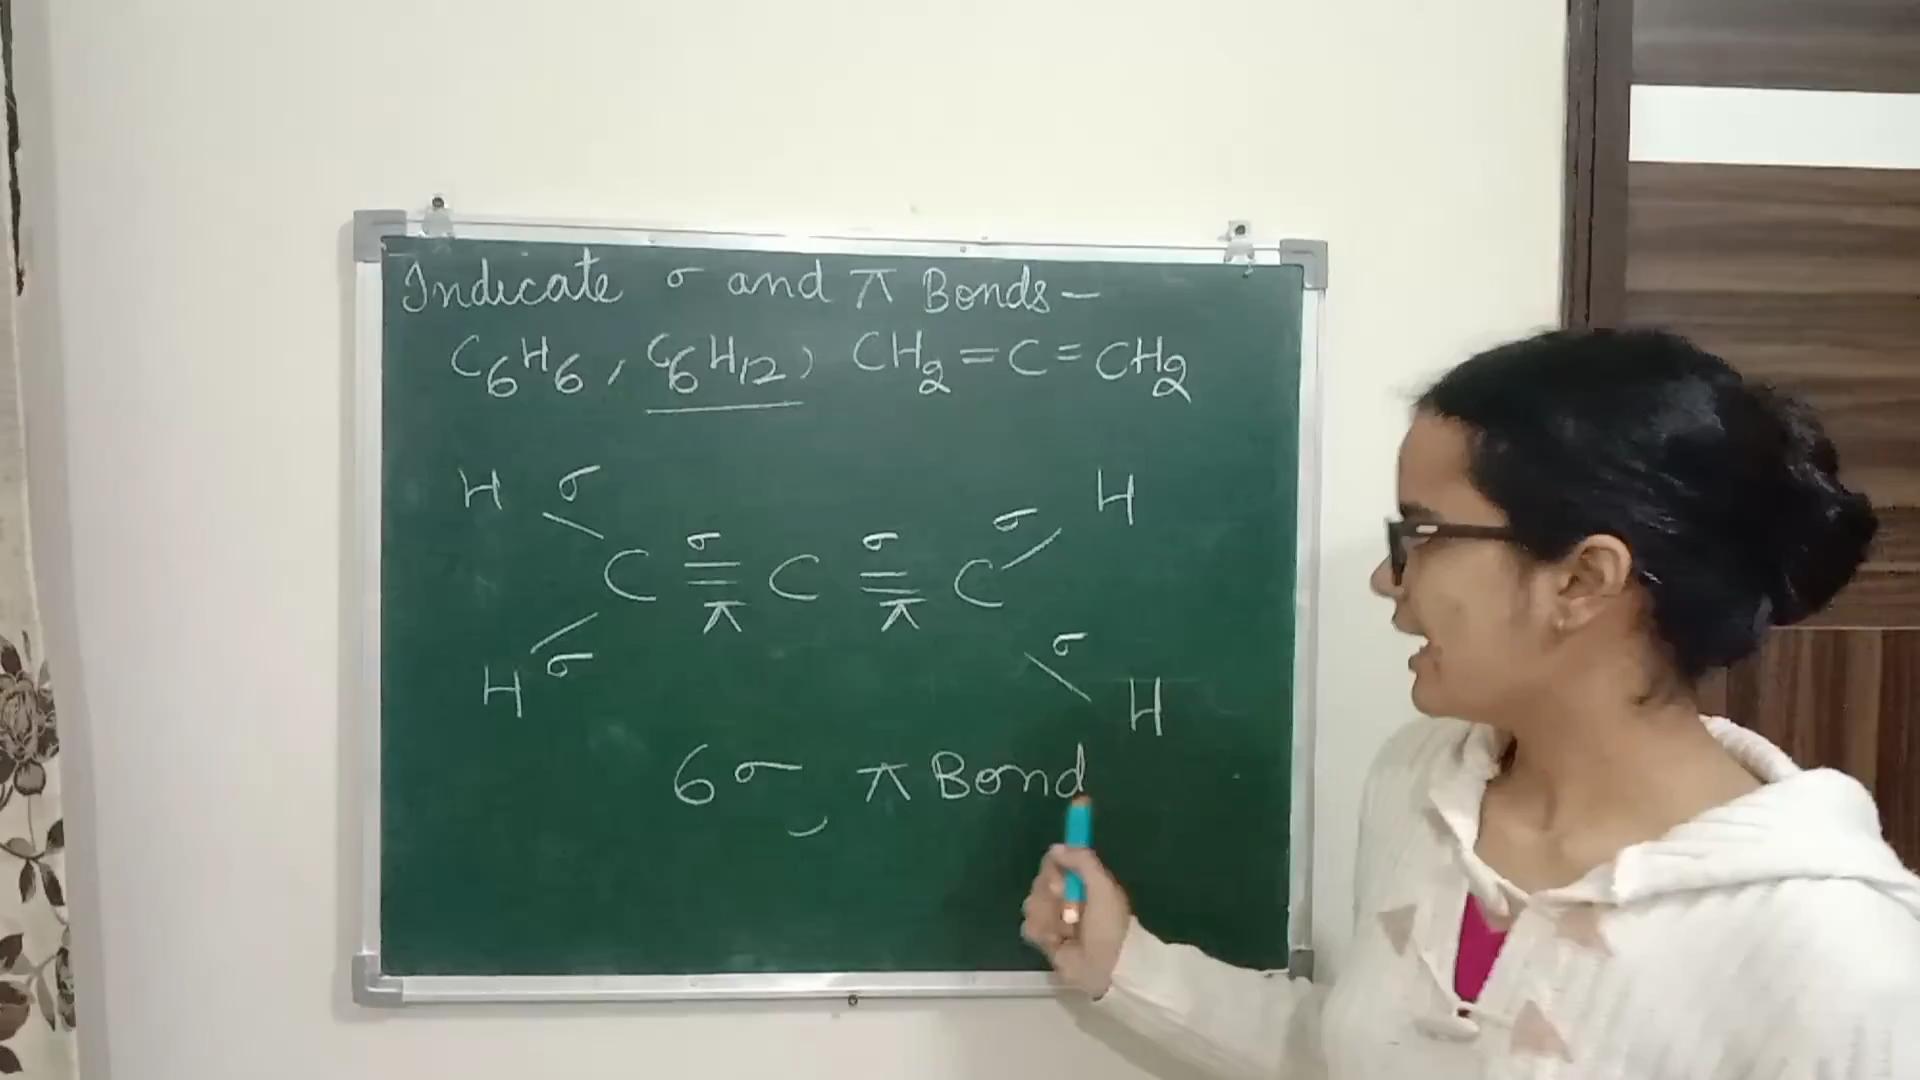 Indicate σ and π Bonds—
C₆H₆, C₆H₁₂, CH₂=C=CH₂
H σ σ H
C σ C σ C
π π
H σ σ H
6σ, π Bond